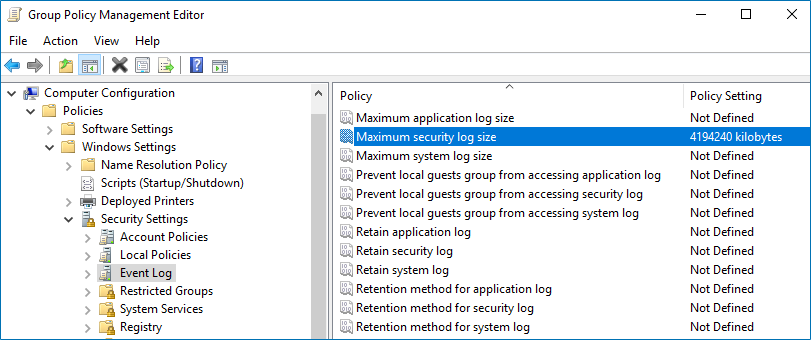 Group Policy Management Editor
File Action View Help
Computer Configuration
Policies
Software Settings
Windows Settings
Name Resolution Policy
Scripts (Startup/Shutdown)
Deployed Printers
Security Settings
Account Policies
Local Policies
Event Log
Restricted Groups
System Services
Registry
Policy Policy Setting
Maximum application log size Not Defined
Maximum security log size 4194240 kilobytes
Maximum system log size Not Defined
Prevent local guests group from accessing application log Not Defined
Prevent local guests group from accessing security log Not Defined
Prevent local guests group from accessing system log Not Defined
Retain application log Not Defined
Retain security log Not Defined
Retain system log Not Defined
Retention method for application log Not Defined
Retention method for security log Not Defined
Retention method for system log Not Defined